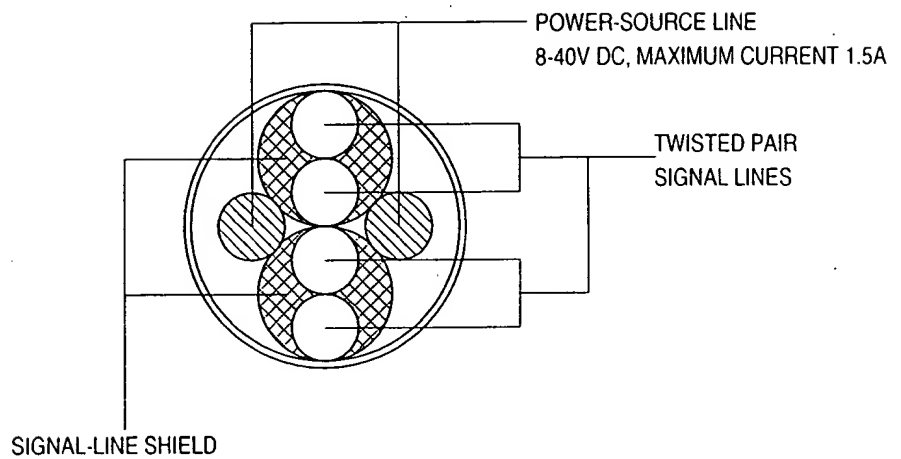 POWER-SOURCE LINE
8-40V DC, MAXIMUM CURRENT 1.5A
TWISTED PAIR
SIGNAL LINES
SIGNAL-LINE SHIELD